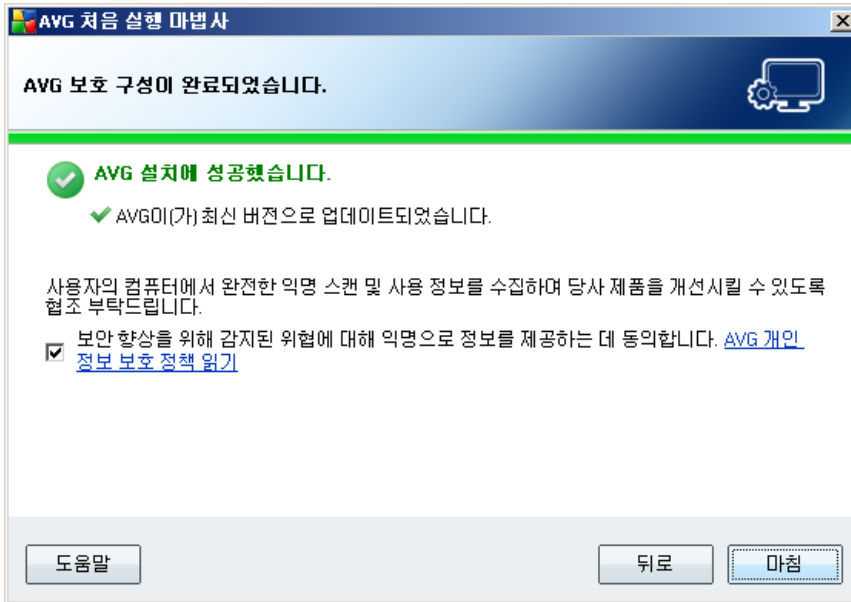 AVG 처음 실행 마법사
AVG 보호 구성이 완료되었습니다.
AVG 설치에 성공했습니다.
AVG이(가) 최신 버전으로 업데이트되었습니다.
사용자의 컴퓨터에서 완전한 익명 스캔 및 사용 정보를 수집하여 당사 제품을 개선시킬 수 있도록
협조 부탁드립니다.
보안 향상을 위해 감지된 위협에 대해 익명으로 정보를 제공하는 데 동의합니다. AVG 개인
정보 보호 정책 읽기
도움말
뒤로
마침